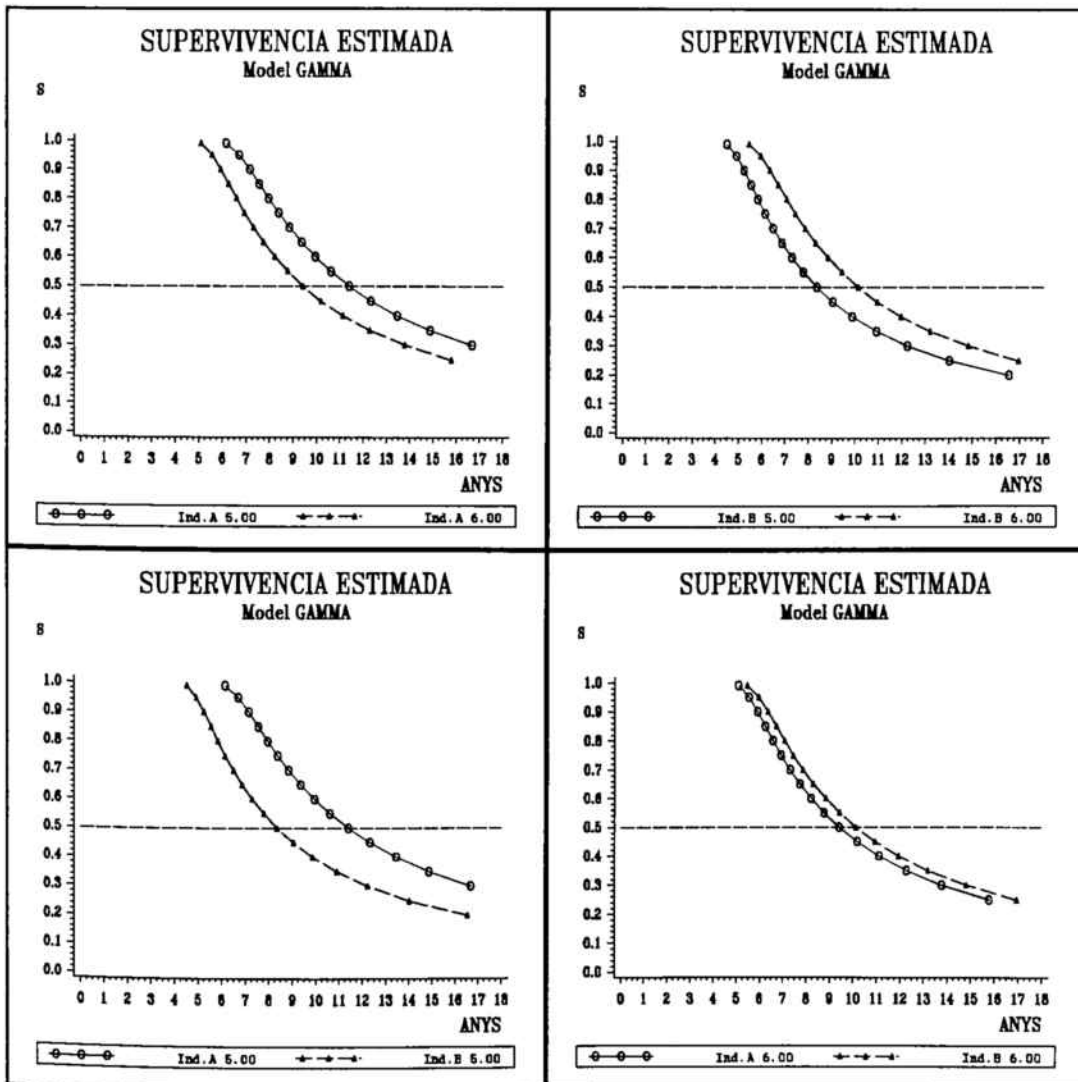 SUPERVIVENCIA ESTIMADA
Model GAMMA
S
1.0
0.9
0.8
0.7
0.6
0.5
0.4
0.3
0.2
0.1
0.0
0 1 2 3 4 5 6 7 8 9 10 11 12 13 14 15 16 17 18
ANYS
Ind.A 5.00 Ind.A 6.00
SUPERVIVENCIA ESTIMADA
Model GAMMA
S
1.0
0.9
0.8
0.7
0.6
0.5
0.4
0.3
0.2
0.1
0.0
0 1 2 3 4 5 6 7 8 9 10 11 12 13 14 15 16 17 18
ANYS
Ind.B 5.00 Ind.B 6.00
SUPERVIVENCIA ESTIMADA
Model GAMMA
S
1.0
0.9
0.8
0.7
0.6
0.5
0.4
0.3
0.2
0.1
0.0
0 1 2 3 4 5 6 7 8 9 10 11 12 13 14 15 16 17 18
ANYS
Ind.A 5.00 Ind.B 5.00
SUPERVIVENCIA ESTIMADA
Model GAMMA
S
1.0
0.9
0.8
0.7
0.6
0.5
0.4
0.3
0.2
0.1
0.0
0 1 2 3 4 5 6 7 8 9 10 11 12 13 14 15 16 17 18
ANYS
Ind.A 6.00 Ind.B 6.00